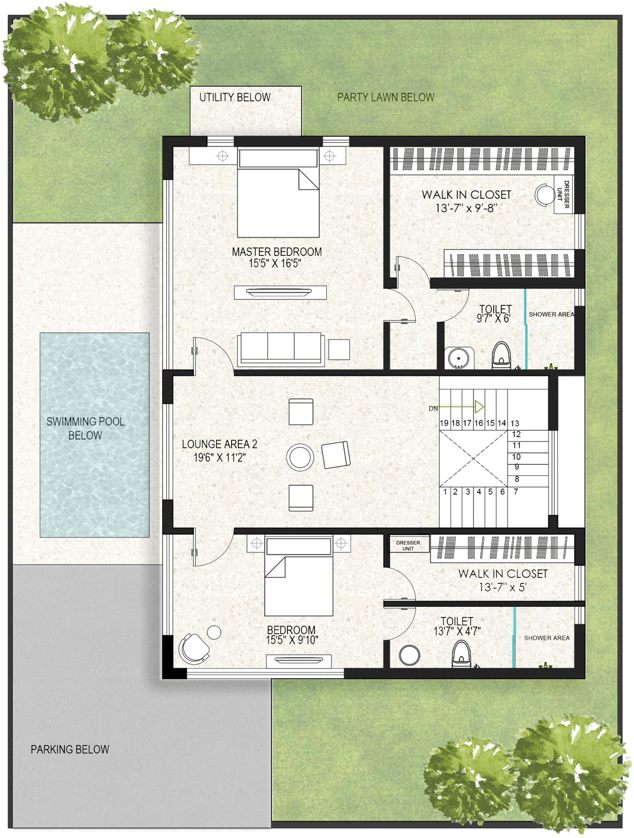 UTILITY BELOW
PARTY LAWN BELOW
WALK IN CLOSET
13'-7" x 9'-8"
DRESSER
UNIT
MASTER BEDROOM
15'5" X 16'5"
TOILET
9'7" X 6'
SHOWER AREA
SWIMMING POOL
BELOW
LOUNGE AREA 2
19'6" X 11'2"
DN
19 18 17 16 15 14 13
12
11
10
9
8
1 2 3 4 5 6 7
DRESSER
UNIT
WALK IN CLOSET
13'-7" x 5'
BEDROOM
15'5" X 9'10"
TOILET
13'7" X 4'7"
SHOWER AREA
PARKING BELOW